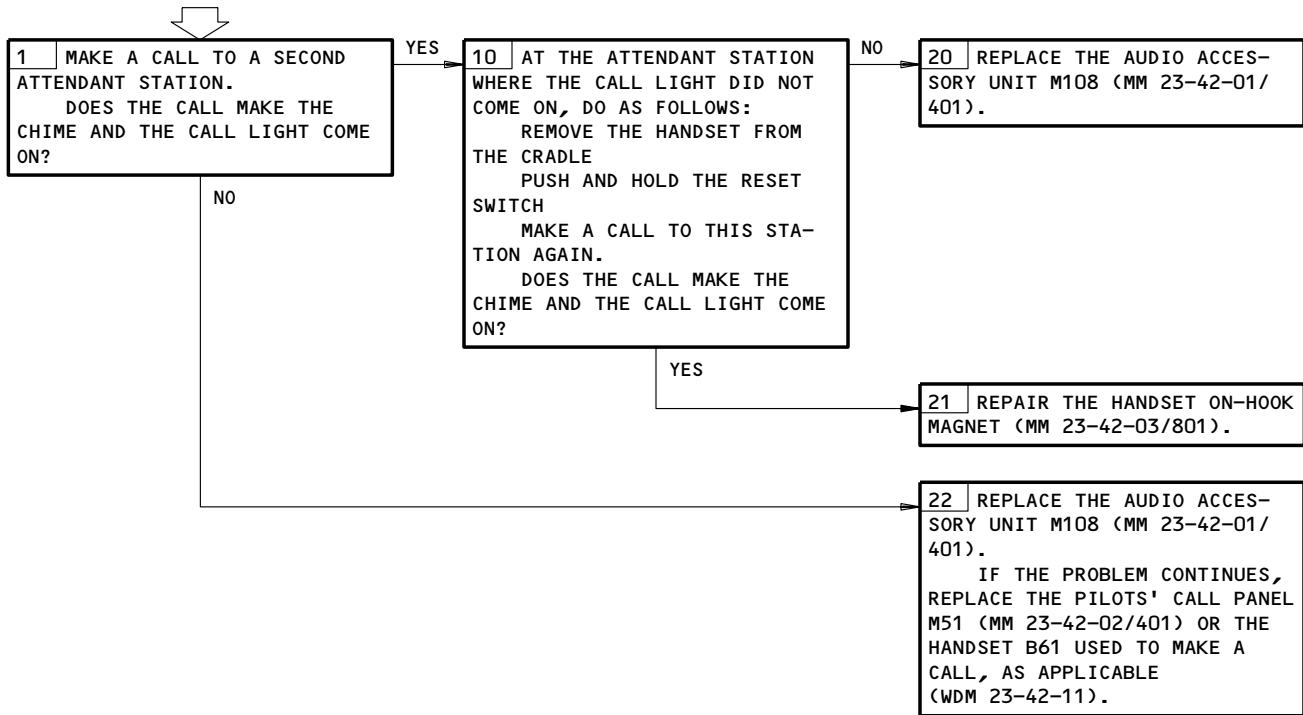 1 MAKE A CALL TO A SECOND
ATTENDANT STATION.
DOES THE CALL MAKE THE
CHIME AND THE CALL LIGHT COME
ON?
YES
NO
10 AT THE ATTENDANT STATION
WHERE THE CALL LIGHT DID NOT
COME ON, DO AS FOLLOWS:
REMOVE THE HANDSET FROM
THE CRADLE
PUSH AND HOLD THE RESET
SWITCH
MAKE A CALL TO THIS STA-
TION AGAIN.
DOES THE CALL MAKE THE
CHIME AND THE CALL LIGHT COME
ON?
NO
YES
20 REPLACE THE AUDIO ACCES-
SORY UNIT M108 (MM 23-42-01/
401).
21 REPAIR THE HANDSET ON-HOOK
MAGNET (MM 23-42-03/801).
22 REPLACE THE AUDIO ACCES-
SORY UNIT M108 (MM 23-42-01/
401).
IF THE PROBLEM CONTINUES,
REPLACE THE PILOTS' CALL PANEL
M51 (MM 23-42-02/401) OR THE
HANDSET B61 USED TO MAKE A
CALL, AS APPLICABLE
(WDM 23-42-11).